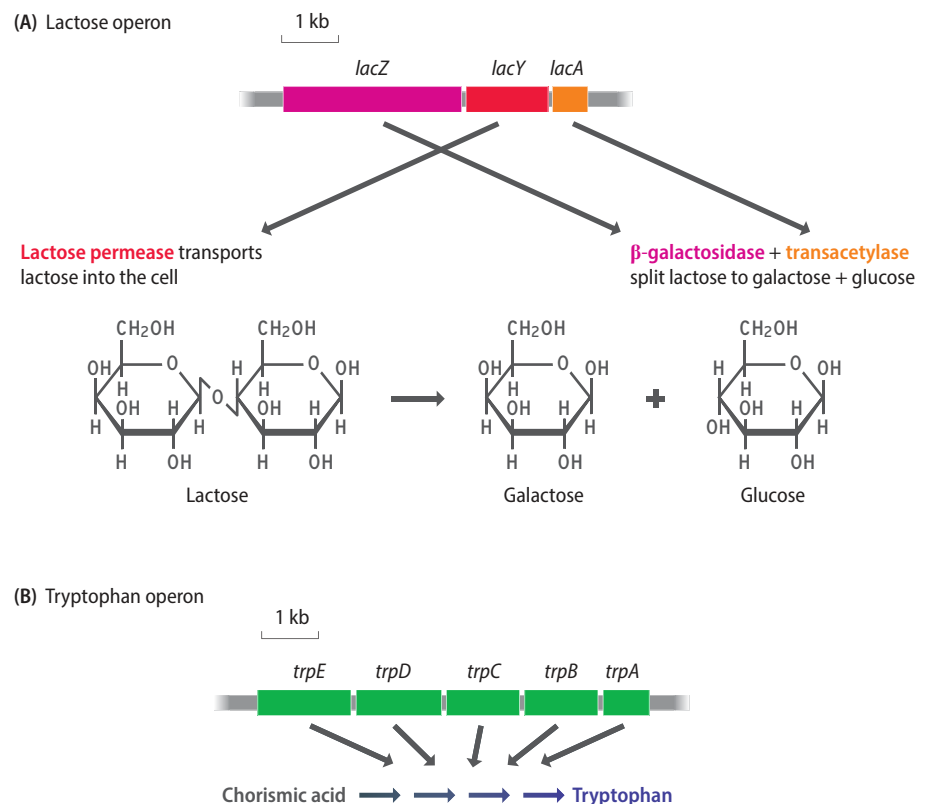 (A) Lactose operon
1 kb
lacZ lacY lacA
Lactose permease transports
lactose into the cell
β-galactosidase + transacetylase
split lactose to galactose + glucose
CH2OH CH2OH CH2OH CH2OH
O O O O
OH H OH OH OH H OH
H H H H
O
OH H OH H OH H OH H
H H H H H OH H
H OH H OH H OH H OH
Lactose Galactose Glucose
+
(B) Tryptophan operon
1 kb
trpE trpD trpC trpB trpA
Chorismic acid Tryptophan